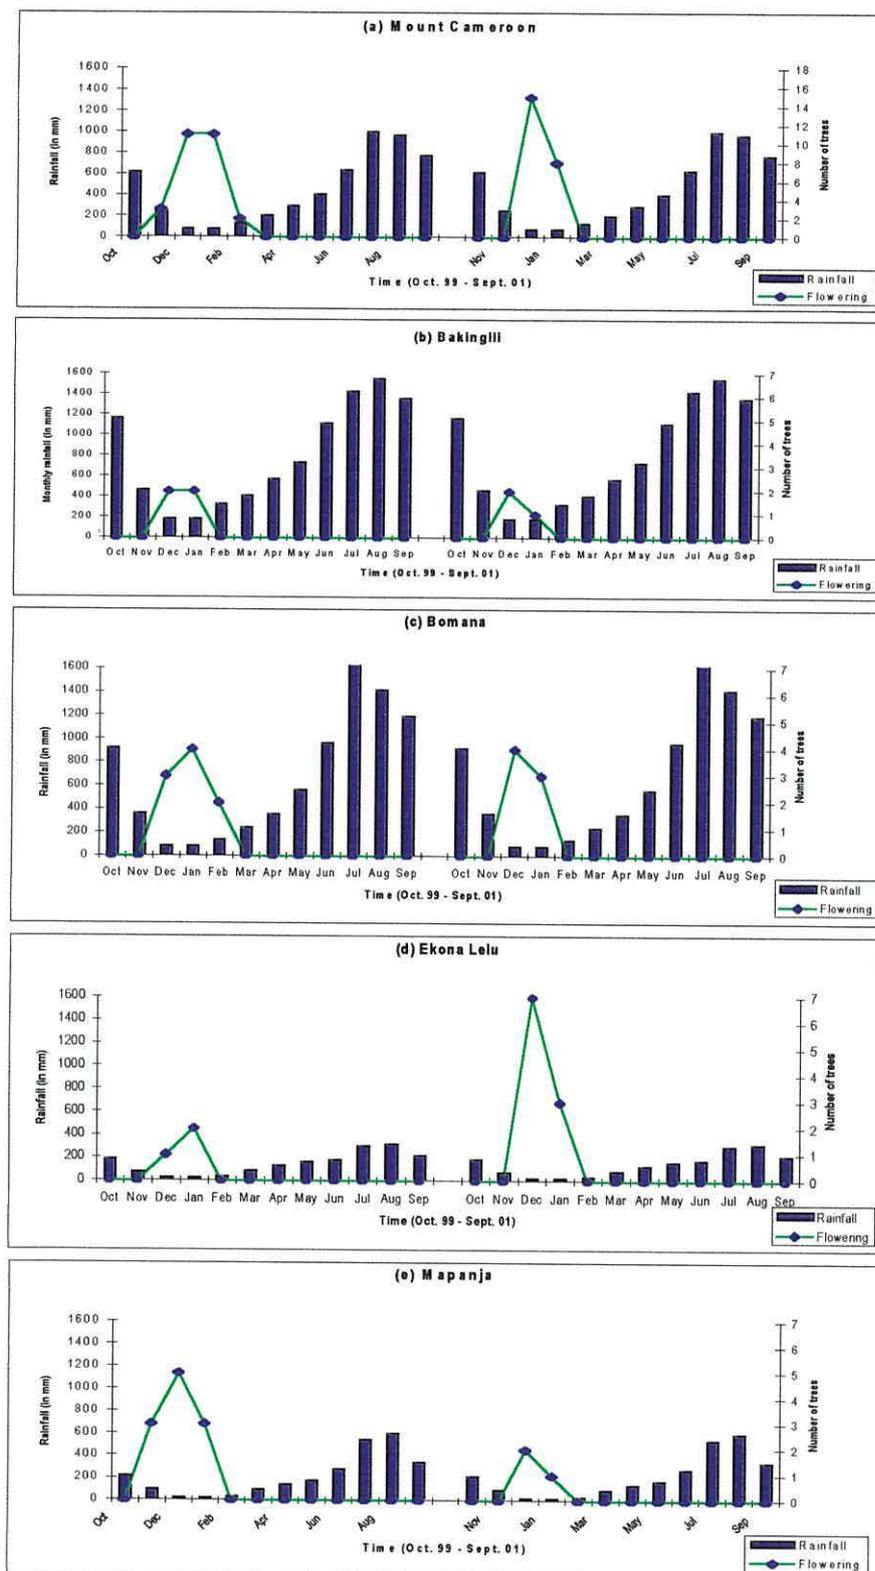 (a) Mount Cameroon
Rainfall (in mm)
1600
1400
1200
1000
800
600
400
200
0
18
16
14
12
10
8
6
4
2
0
Number of trees
Oct Dec Feb Apr Jun Aug Nov Jan Mar May Jul Sep
Time (Oct. 99 - Sept. 01)
Rainfall
Flowering
(b) Bakingili
Monthly rainfall (in mm)
1600
1400
1200
1000
800
600
400
200
0
7
6
5
4
3
2
1
0
Number of trees
Oct Nov Dec Jan Feb Mar Apr May Jun Jul Aug Sep Oct Nov Dec Jan Feb Mar Apr May Jun Jul Aug Sep
Time (Oct. 99 - Sept. 01)
Rainfall
Flowering
(c) Bomana
Rainfall (in mm)
1600
1400
1200
1000
800
600
400
200
0
7
6
5
4
3
2
1
0
Number of trees
Oct Nov Dec Jan Feb Mar Apr May Jun Jul Aug Sep Oct Nov Dec Jan Feb Mar Apr May Jun Jul Aug Sep
Time (Oct. 99 - Sept. 01)
Rainfall
Flowering
(d) Ekona Lelu
Rainfall (in mm)
1600
1400
1200
1000
800
600
400
200
0
7
6
5
4
3
2
1
0
Number of trees
Oct Nov Dec Jan Feb Mar Apr May Jun Jul Aug Sep Oct Nov Dec Jan Feb Mar Apr May Jun Jul Aug Sep
Time (Oct. 99 - Sept. 01)
Rainfall
Flowering
(e) Mapanja
Rainfall (in mm)
1600
1400
1200
1000
800
600
400
200
0
7
6
5
4
3
2
1
0
Number of trees
Oct Dec Feb Apr Jun Aug Nov Jan Mar May Jul Sep
Time (Oct. 99 - Sept. 01)
Rainfall
Flowering